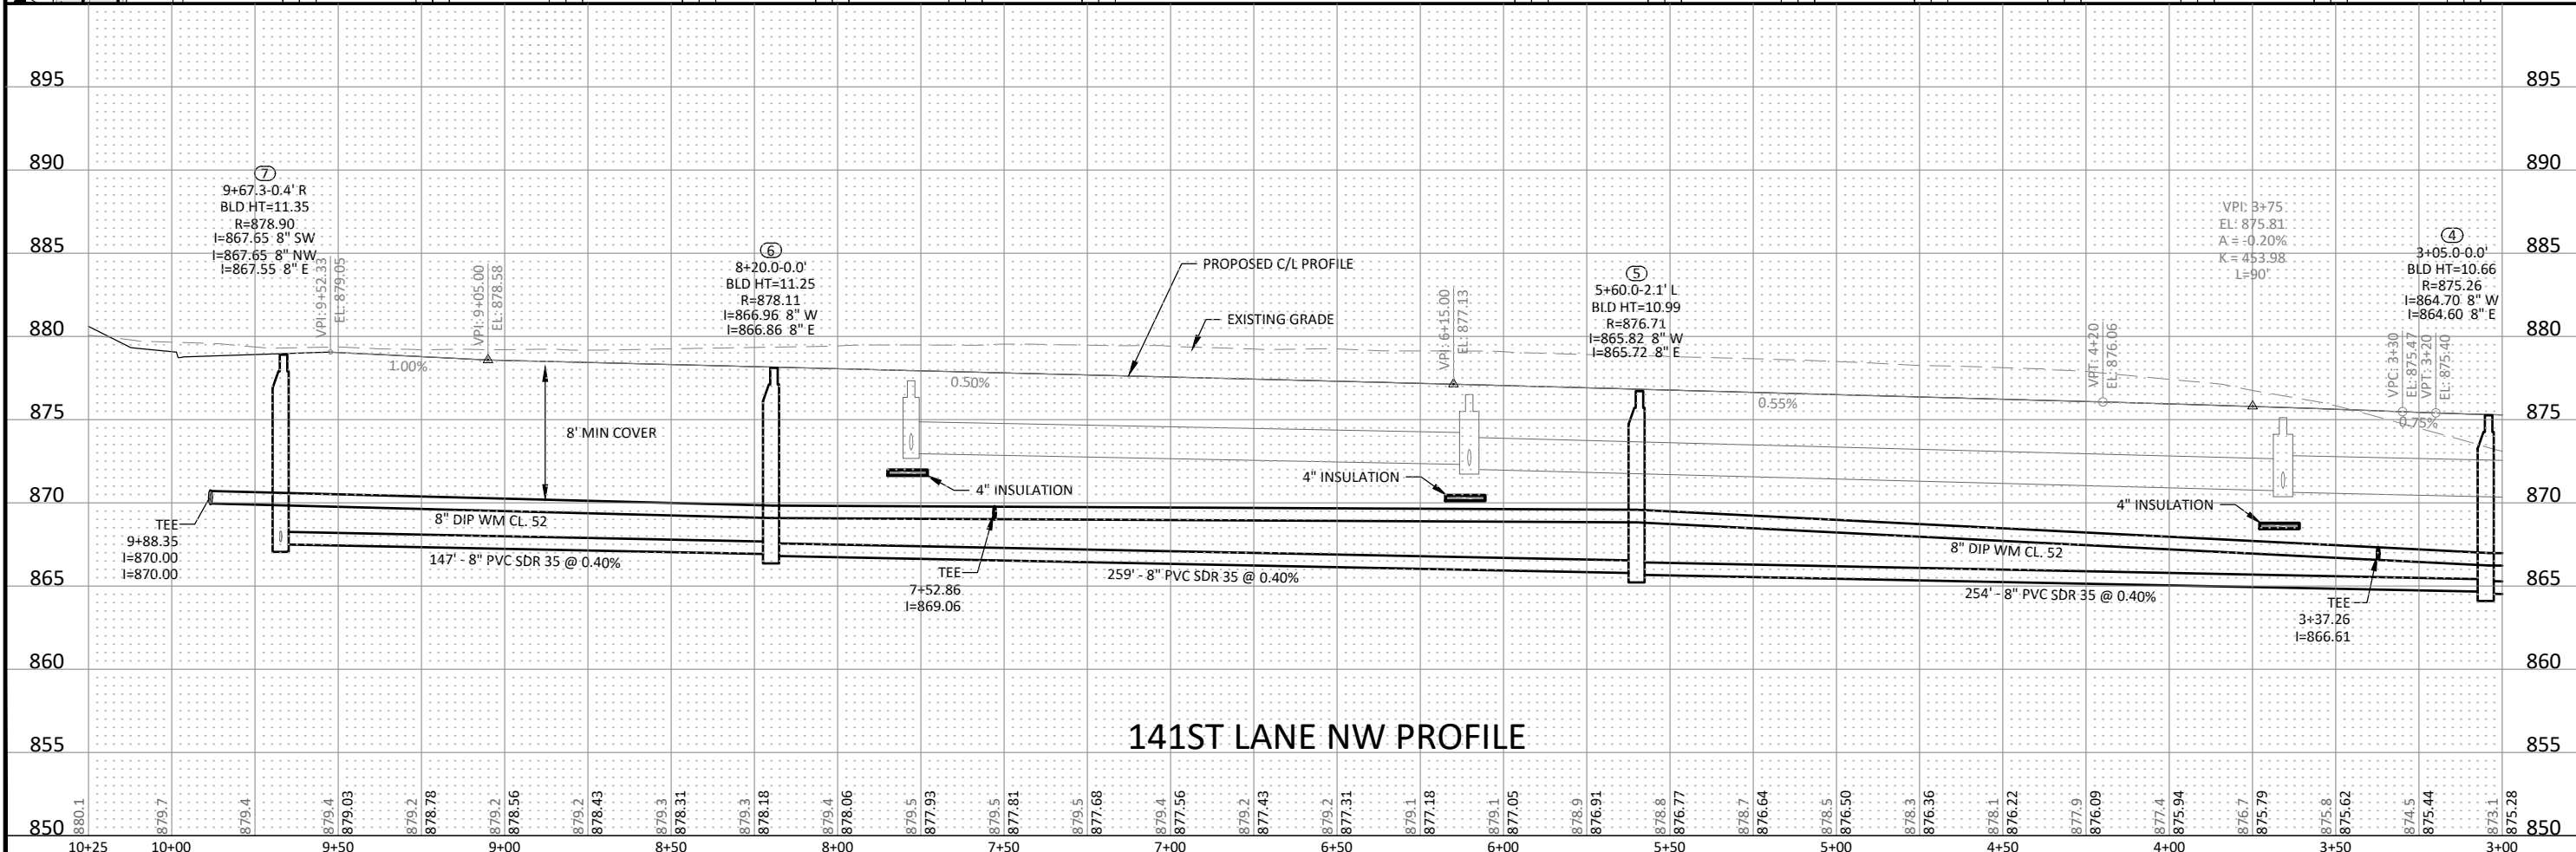 895
895
890
890
885
885
880
880
875
875
870
870
865
865
860
860
855
855
850
850
7
9+67.3-0.4' R
BLD HT=11.35
R=878.90
I=867.65 8" SW
I=867.65 8" NW
I=867.55 8" E
VPI: 9+52.33
EL: 879.05
VPI: 9+05.00
EL: 878.58
6
8+20.0-0.0'
BLD HT=11.25
R=878.11
I=866.96 8" W
I=866.86 8" E
PROPOSED C/L PROFILE
EXISTING GRADE
VPI: 6+15.00
EL: 877.13
5
5+60.0-2.1' L
BLD HT=10.99
R=876.71
I=865.82 8" W
I=865.72 8" E
VPT: 4+20
EL: 876.06
VPI: 3+75
EL: 875.81
A = -0.20%
K = 453.98
L=90'
VPC: 3+30
EL: 875.47
VPT: 3+20
EL: 875.40
4
3+05.0-0.0'
BLD HT=10.66
R=875.26
I=864.70 8" W
I=864.60 8" E
1.00%
0.50%
0.55%
0.75%
8' MIN COVER
4" INSULATION
4" INSULATION
4" INSULATION
TEE
9+88.35
I=870.00
I=870.00
8" DIP WM CL. 52
147' - 8" PVC SDR 35 @ 0.40%
TEE
7+52.86
I=869.06
259' - 8" PVC SDR 35 @ 0.40%
8" DIP WM CL. 52
254' - 8" PVC SDR 35 @ 0.40%
TEE
3+37.26
I=866.61
141ST LANE NW PROFILE
880.1
879.7
879.4
879.4
879.03
879.2
878.78
879.2
878.56
879.2
878.43
879.3
878.31
879.3
878.18
879.4
878.06
879.5
877.93
879.5
877.81
879.5
877.68
879.4
877.56
879.2
877.43
879.2
877.31
879.1
877.18
879.1
877.05
878.9
876.91
878.8
876.77
878.7
876.64
878.5
876.50
878.3
876.36
878.1
876.22
877.9
876.09
877.4
875.94
876.7
875.79
875.8
875.62
874.5
875.44
873.1
875.28
10+25
10+00
9+50
9+00
8+50
8+00
7+50
7+00
6+50
6+00
5+50
5+00
4+50
4+00
3+50
3+00